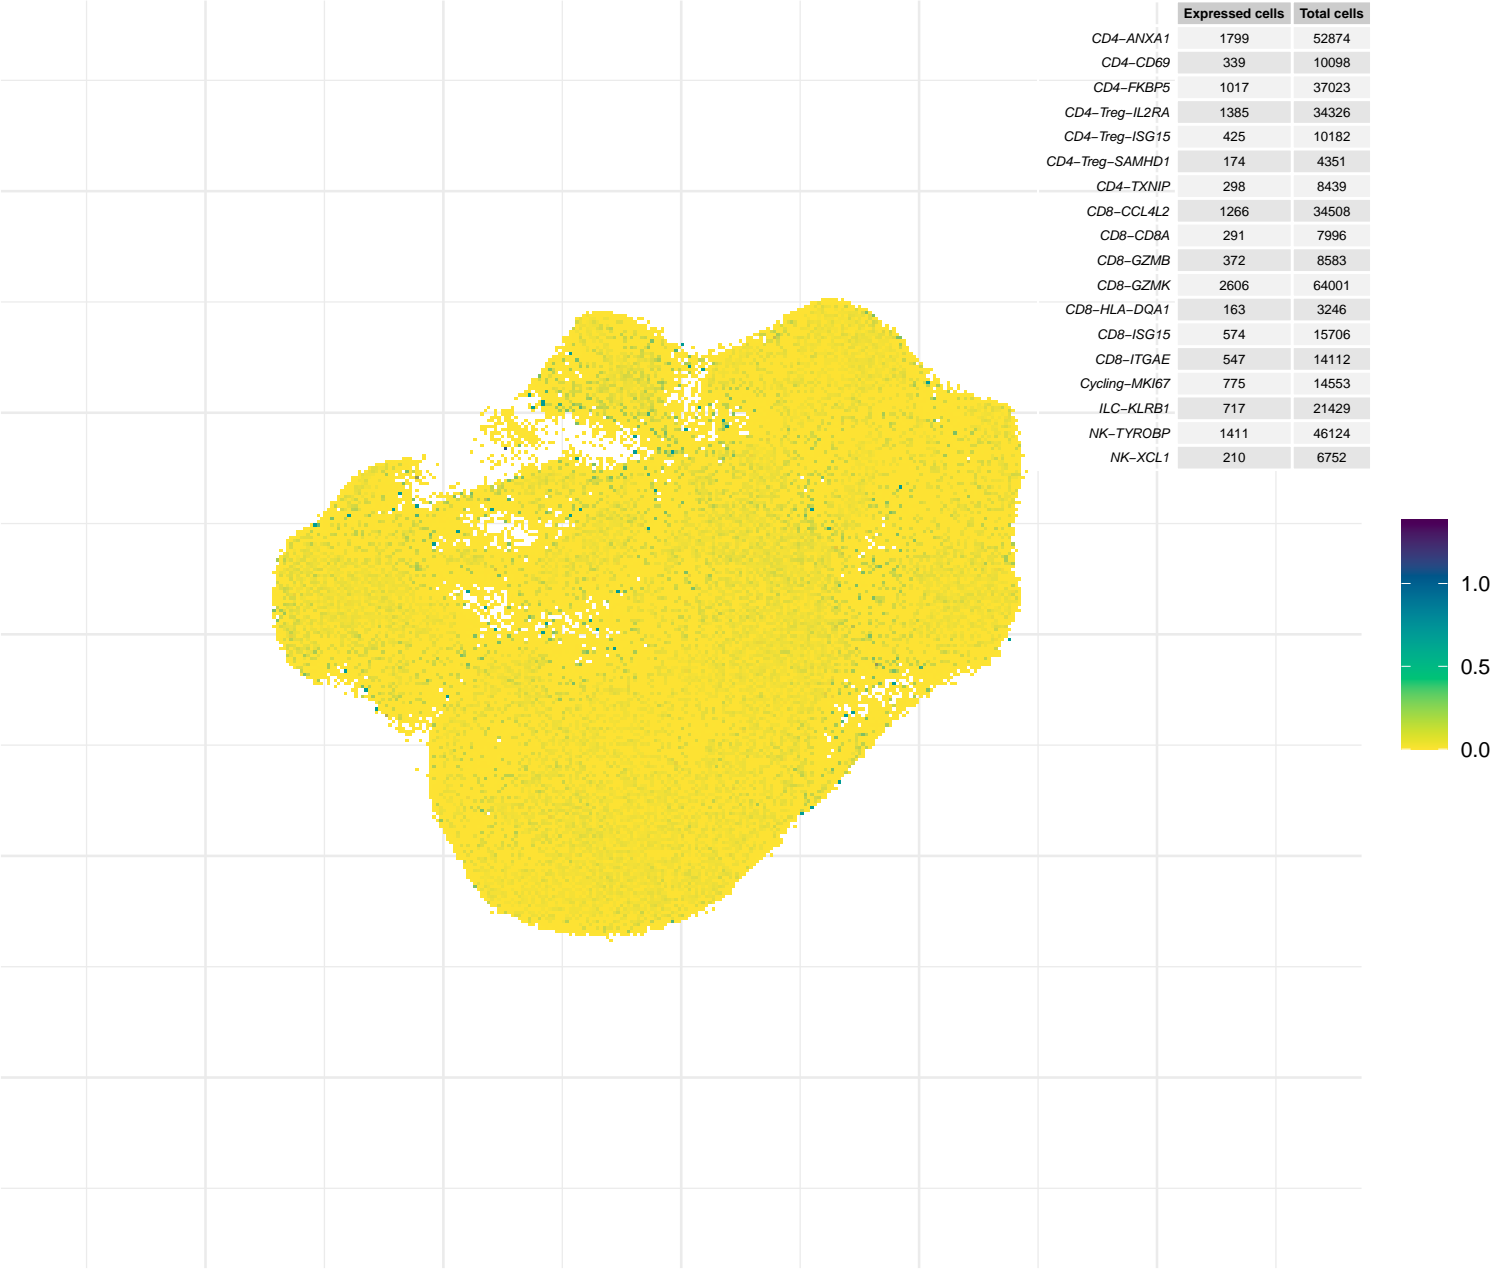 Expressed cells Total cells
CD4−ANXA1 1799 52874
CD4−CD69 339 10098
CD4−FKBP5 1017 37023
CD4−Treg−IL2RA 1385 34326
CD4−Treg−ISG15 425 10182
CD4−Treg−SAMHD1 174 4351
CD4−TXNIP 298 8439
CD8−CCL4L2 1266 34508
CD8−CD8A 291 7996
CD8−GZMB 372 8583
CD8−GZMK 2606 64001
CD8−HLA−DQA1 163 3246
CD8−ISG15 574 15706
CD8−ITGAE 547 14112
Cycling−MKI67 775 14553
ILC−KLRB1 717 21429
NK−TYROBP 1411 46124
NK−XCL1 210 6752
1.0
0.5
0.0